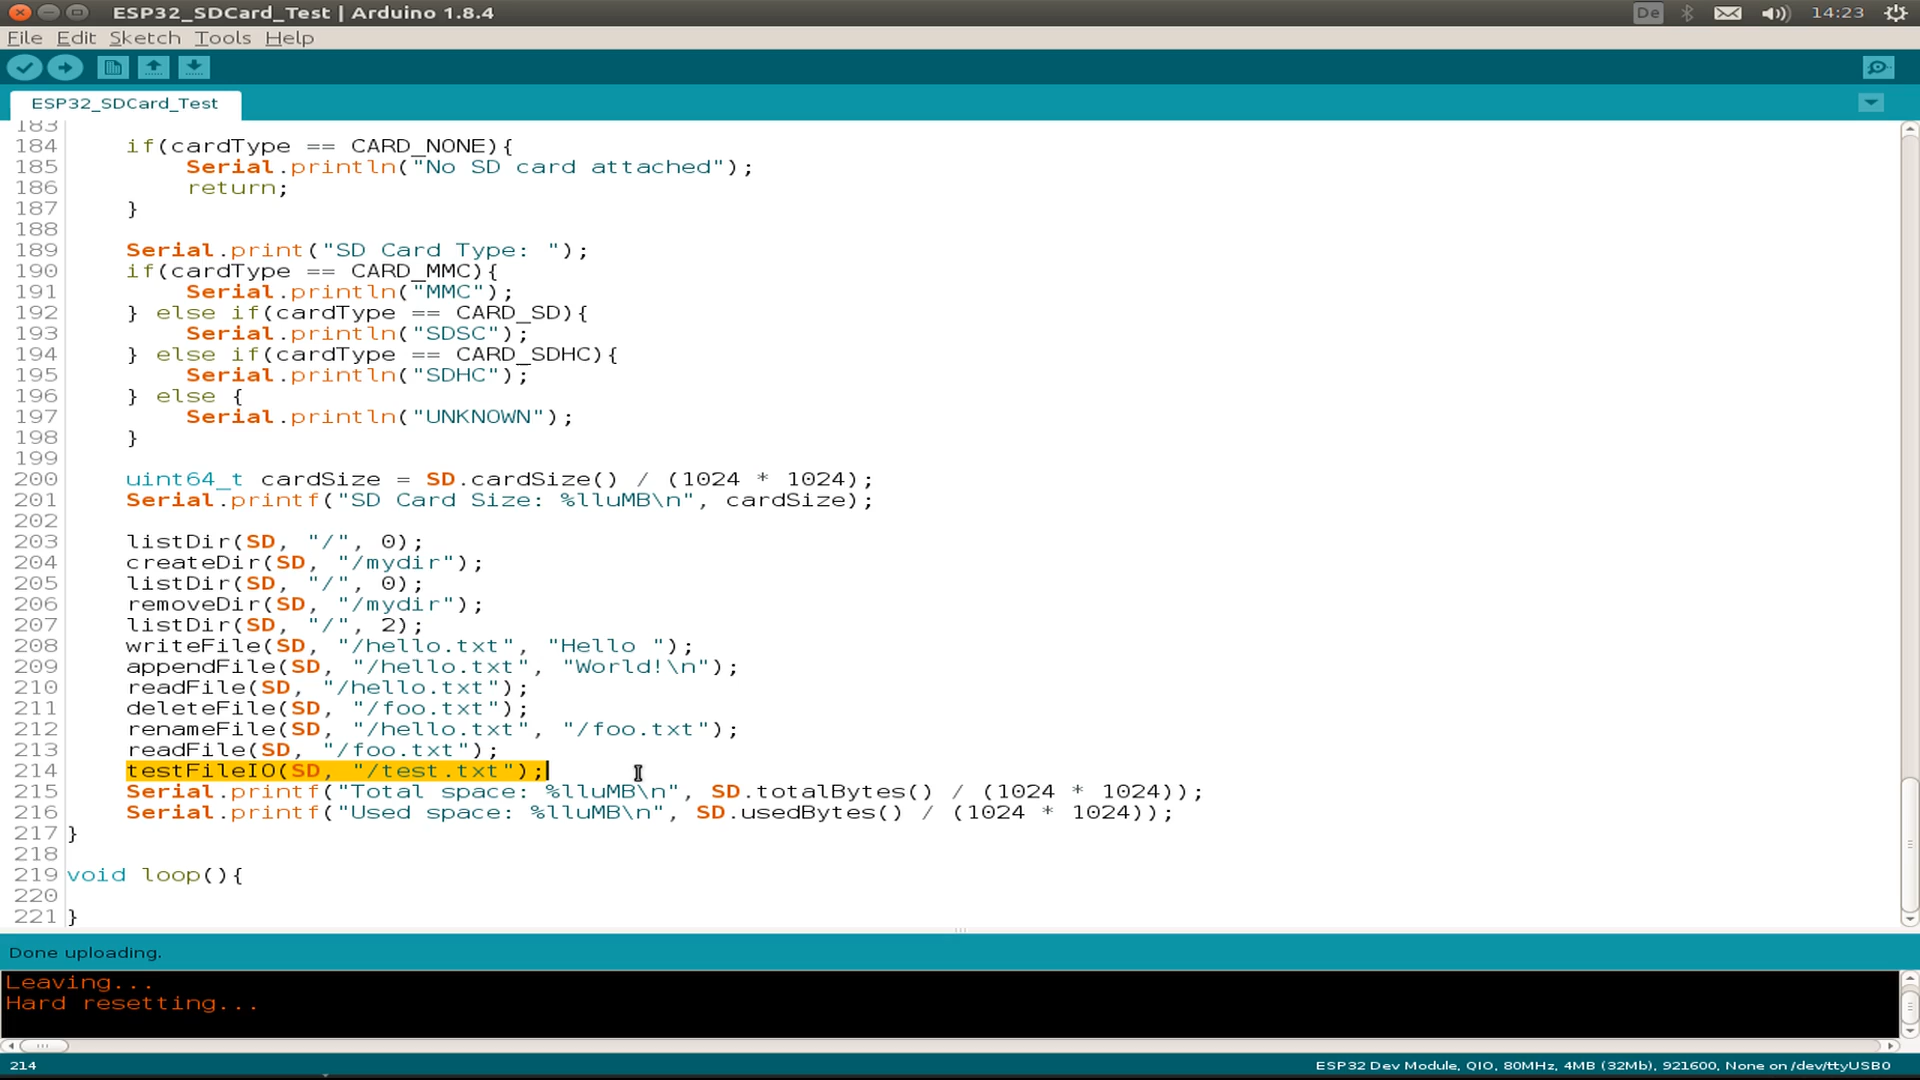 ESP32_SDCard_Test | Arduino 1.8.4
De
14:23
File Edit Sketch Tools Help
ESP32_SDCard_Test
183
184     if(cardType == CARD_NONE){
185         Serial.println("No SD card attached");
186         return;
187     }
188
189     Serial.print("SD Card Type: ");
190     if(cardType == CARD_MMC){
191         Serial.println("MMC");
192     } else if(cardType == CARD_SD){
193         Serial.println("SDSC");
194     } else if(cardType == CARD_SDHC){
195         Serial.println("SDHC");
196     } else {
197         Serial.println("UNKNOWN");
198     }
199
200     uint64_t cardSize = SD.cardSize() / (1024 * 1024);
201     Serial.printf("SD Card Size: %lluMB\n", cardSize);
202
203     listDir(SD, "/", 0);
204     createDir(SD, "/mydir");
205     listDir(SD, "/", 0);
206     removeDir(SD, "/mydir");
207     listDir(SD, "/", 2);
208     writeFile(SD, "/hello.txt", "Hello ");
209     appendFile(SD, "/hello.txt", "World!\n");
210     readFile(SD, "/hello.txt");
211     deleteFile(SD, "/foo.txt");
212     renameFile(SD, "/hello.txt", "/foo.txt");
213     readFile(SD, "/foo.txt");
214     testFileIO(SD, "/test.txt");
215     Serial.printf("Total space: %lluMB\n", SD.totalBytes() / (1024 * 1024));
216     Serial.printf("Used space: %lluMB\n", SD.usedBytes() / (1024 * 1024));
217 }
218
219 void loop(){
220
221 }
Done uploading.
Leaving...
Hard resetting...
214
ESP32 Dev Module, QIO, 80MHz, 4MB (32Mb), 921600, None on /dev/ttyUSB0